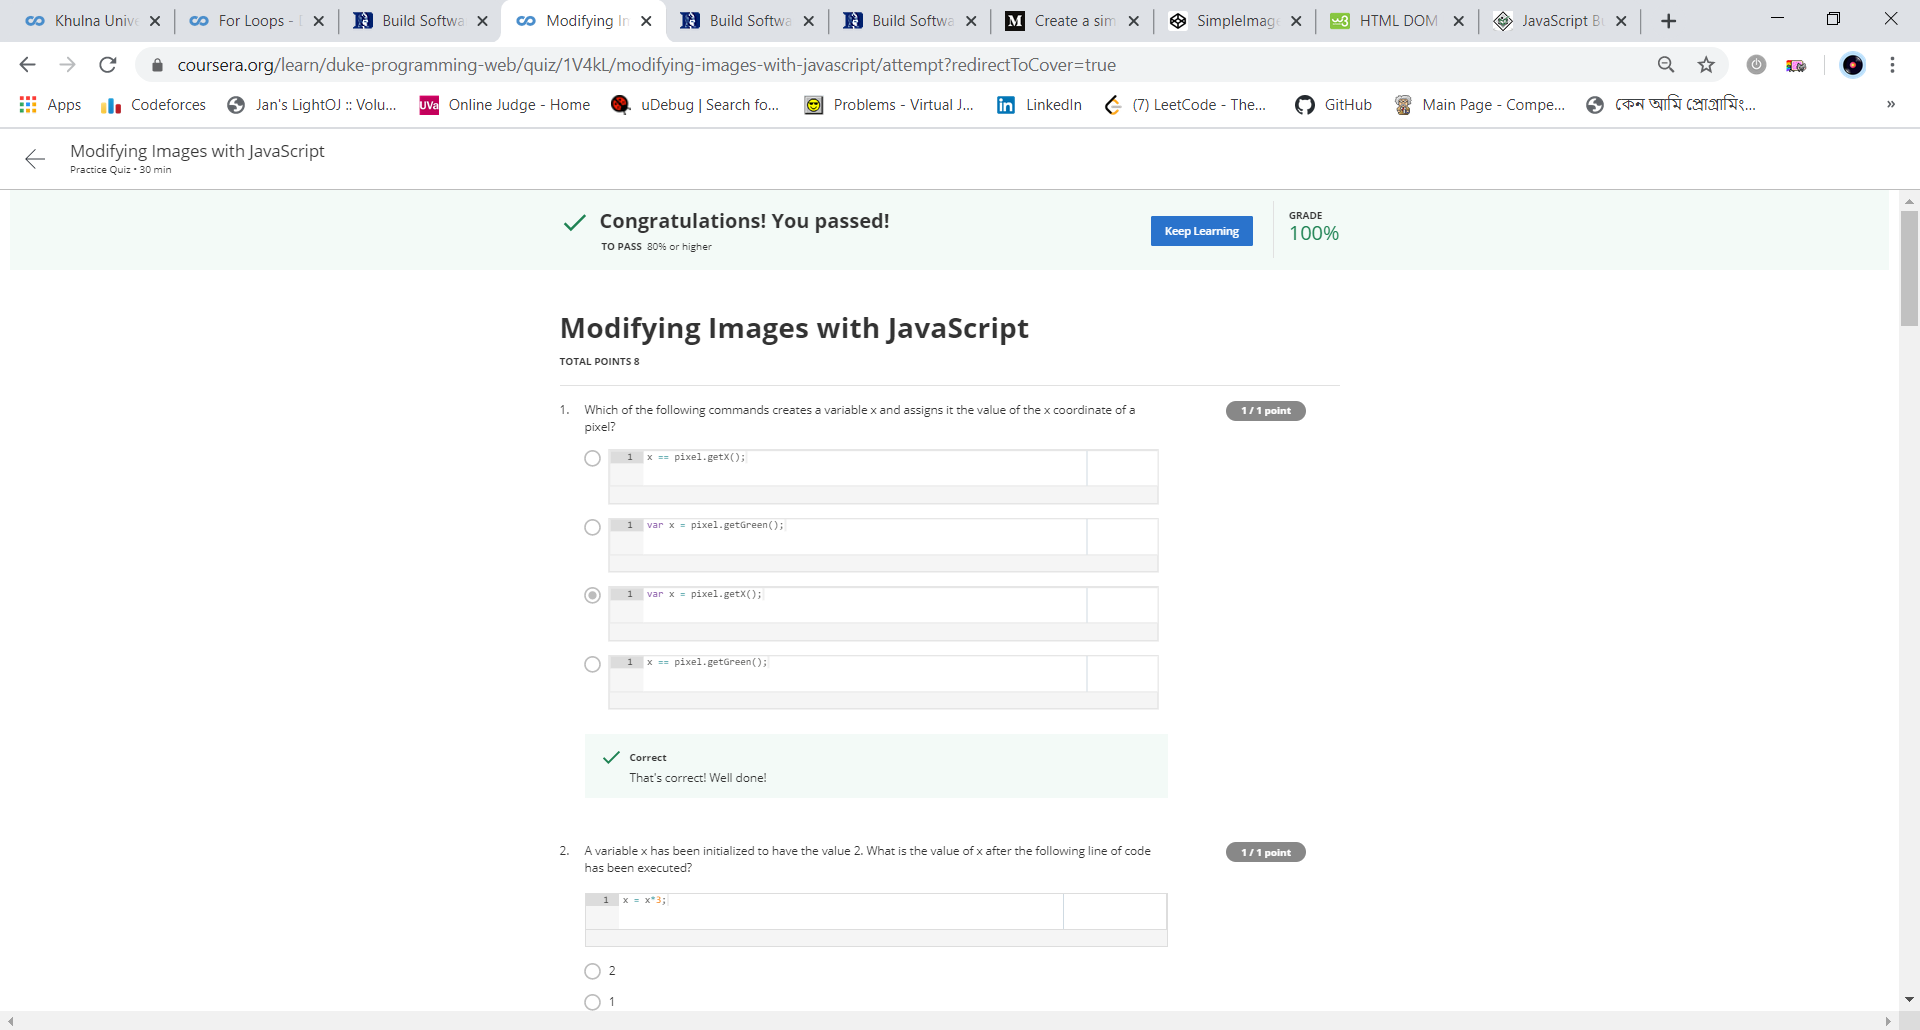 Khulna Unive
For Loops - 
Build Softwa
Modifying In
Build Softwa
Build Softwa
Create a sim
SimpleImage
HTML DOM
JavaScript B
coursera.org/learn/duke-programming-web/quiz/1V4kL/modifying-images-with-javascript/attempt?redirectToCover=true
Apps
Codeforces
Jan's LightOJ :: Volu...
UVa
Online Judge - Home
uDebug | Search fo...
Problems - Virtual J...
LinkedIn
(7) LeetCode - The...
GitHub
Main Page - Compe...
কেন আমি প্রোগ্রামিং...
»
Modifying Images with JavaScript
Practice Quiz • 30 min
Congratulations! You passed!
TO PASS 80% or higher
Keep Learning
GRADE
100%
Modifying Images with JavaScript
TOTAL POINTS 8
1. Which of the following commands creates a variable x and assigns it the value of the x coordinate of a
pixel?
1 / 1 point
1 x == pixel.getX();
1 var x = pixel.getGreen();
1 var x = pixel.getX();
1 x == pixel.getGreen();
Correct
That's correct! Well done!
2. A variable x has been initialized to have the value 2. What is the value of x after the following line of code
has been executed?
1 / 1 point
1 x = x*3;
2
1